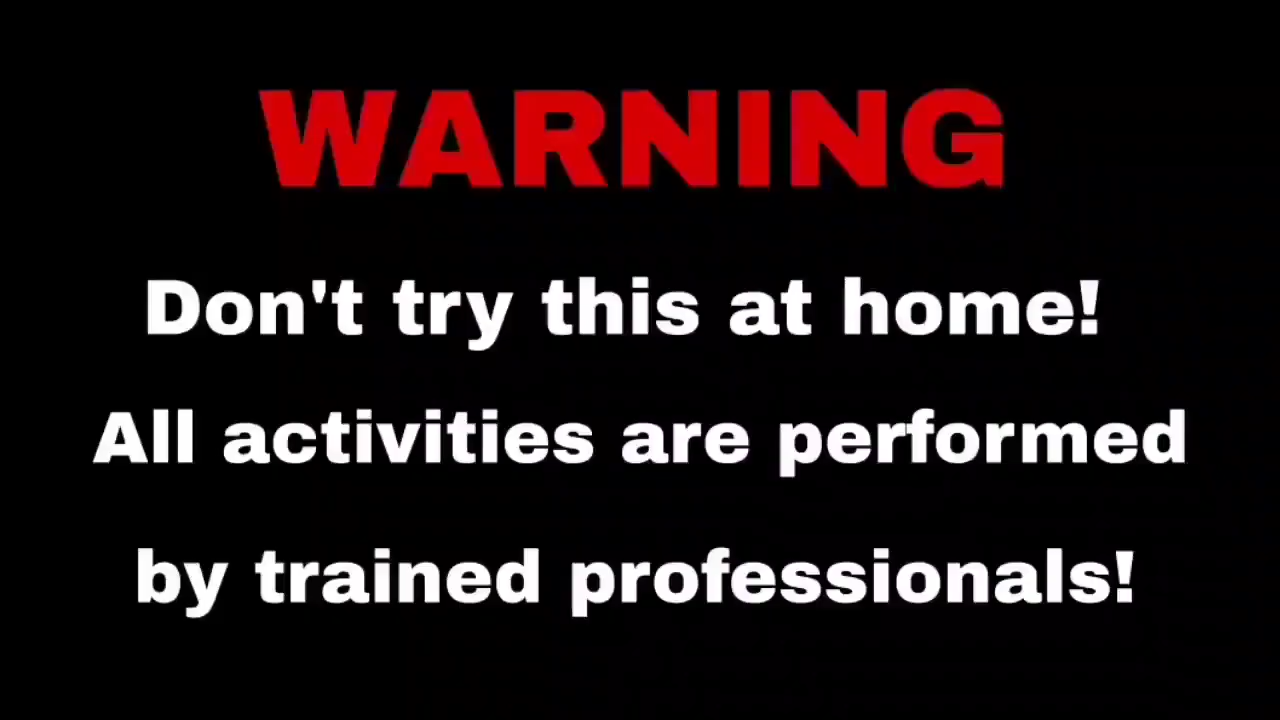 WARNING
Don't try this at home!
All activities are performed
by trained professionals!